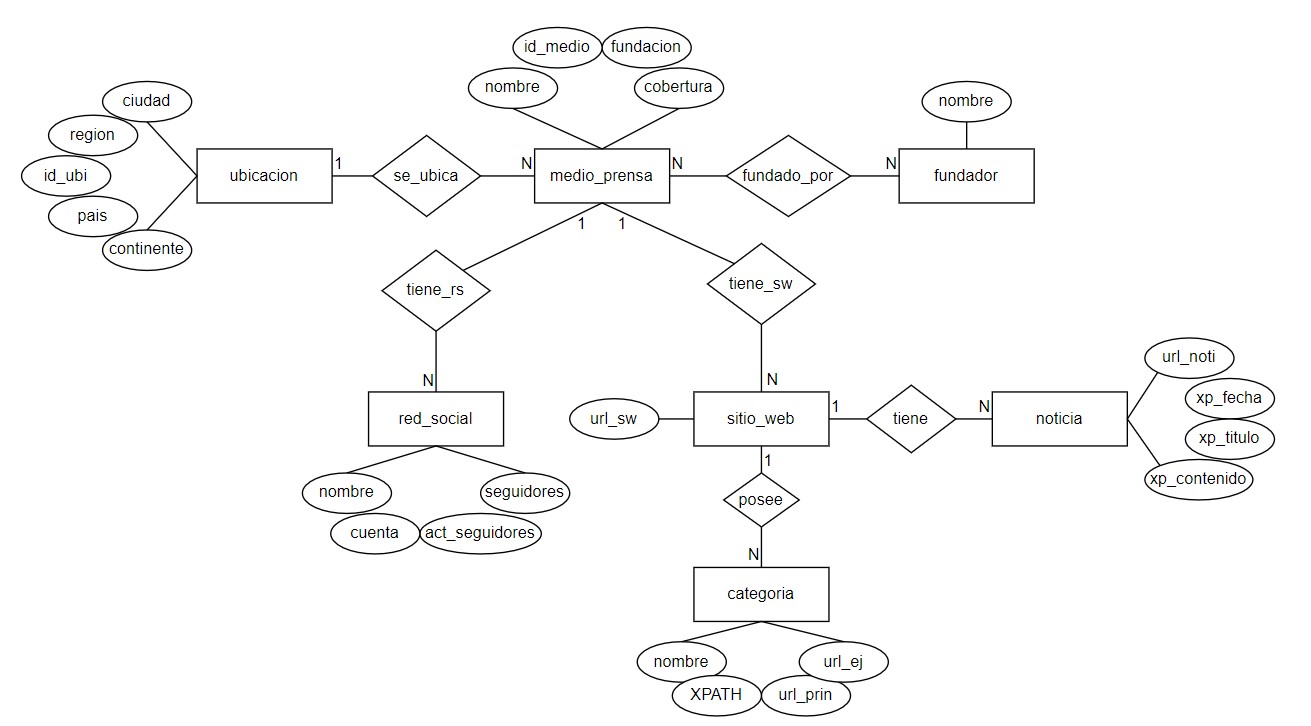 id_medio
fundacion
nombre
cobertura
ciudad
region
id_ubi
pais
continente
ubicacion
1
se_ubica
N
medio_prensa
N
fundado_por
N
fundador
nombre
1
1
tiene_rs
tiene_sw
N
N
red_social
nombre
seguidores
cuenta
act_seguidores
url_sw
sitio_web
1
tiene
N
noticia
url_noti
xp_fecha
xp_titulo
xp_contenido
1
posee
N
categoria
nombre
url_ej
XPATH
url_prin